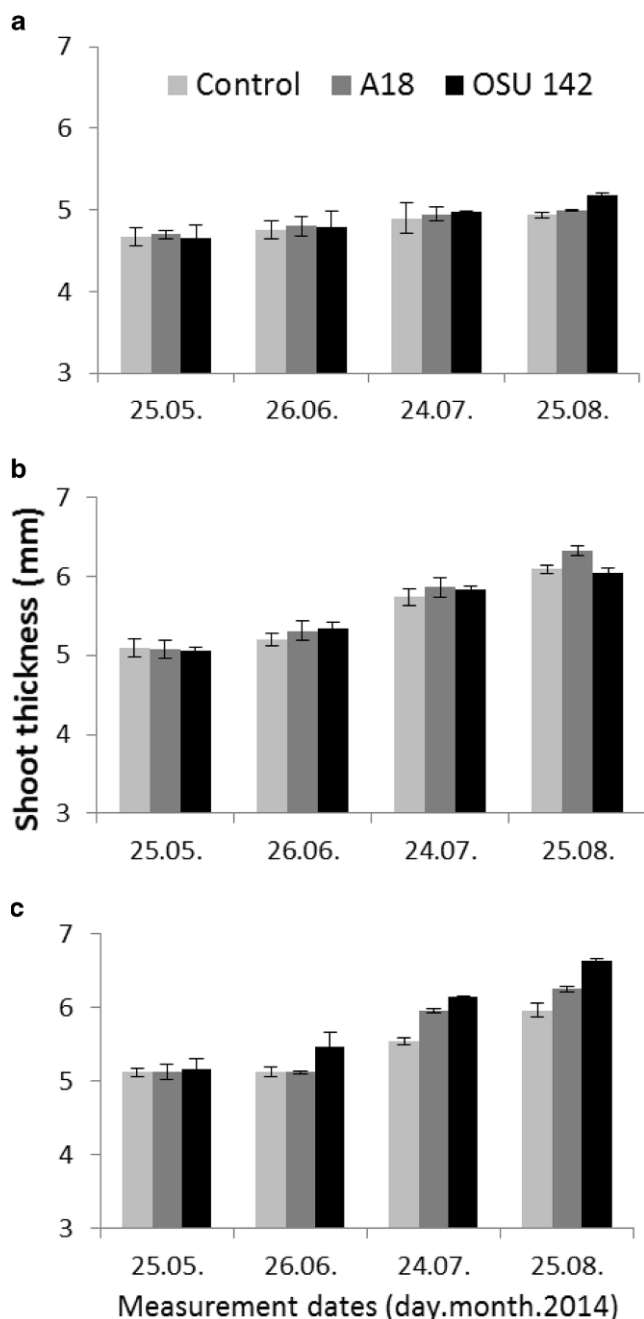 a
7
Control A18 OSU 142
6
5
4
3
25.05. 26.06. 24.07. 25.08.
b
7
6
5
4
3
25.05. 26.06. 24.07. 25.08.
Shoot thickness (mm)
c
7
6
5
4
3
25.05. 26.06. 24.07. 25.08.
Measurement dates (day.month.2014)